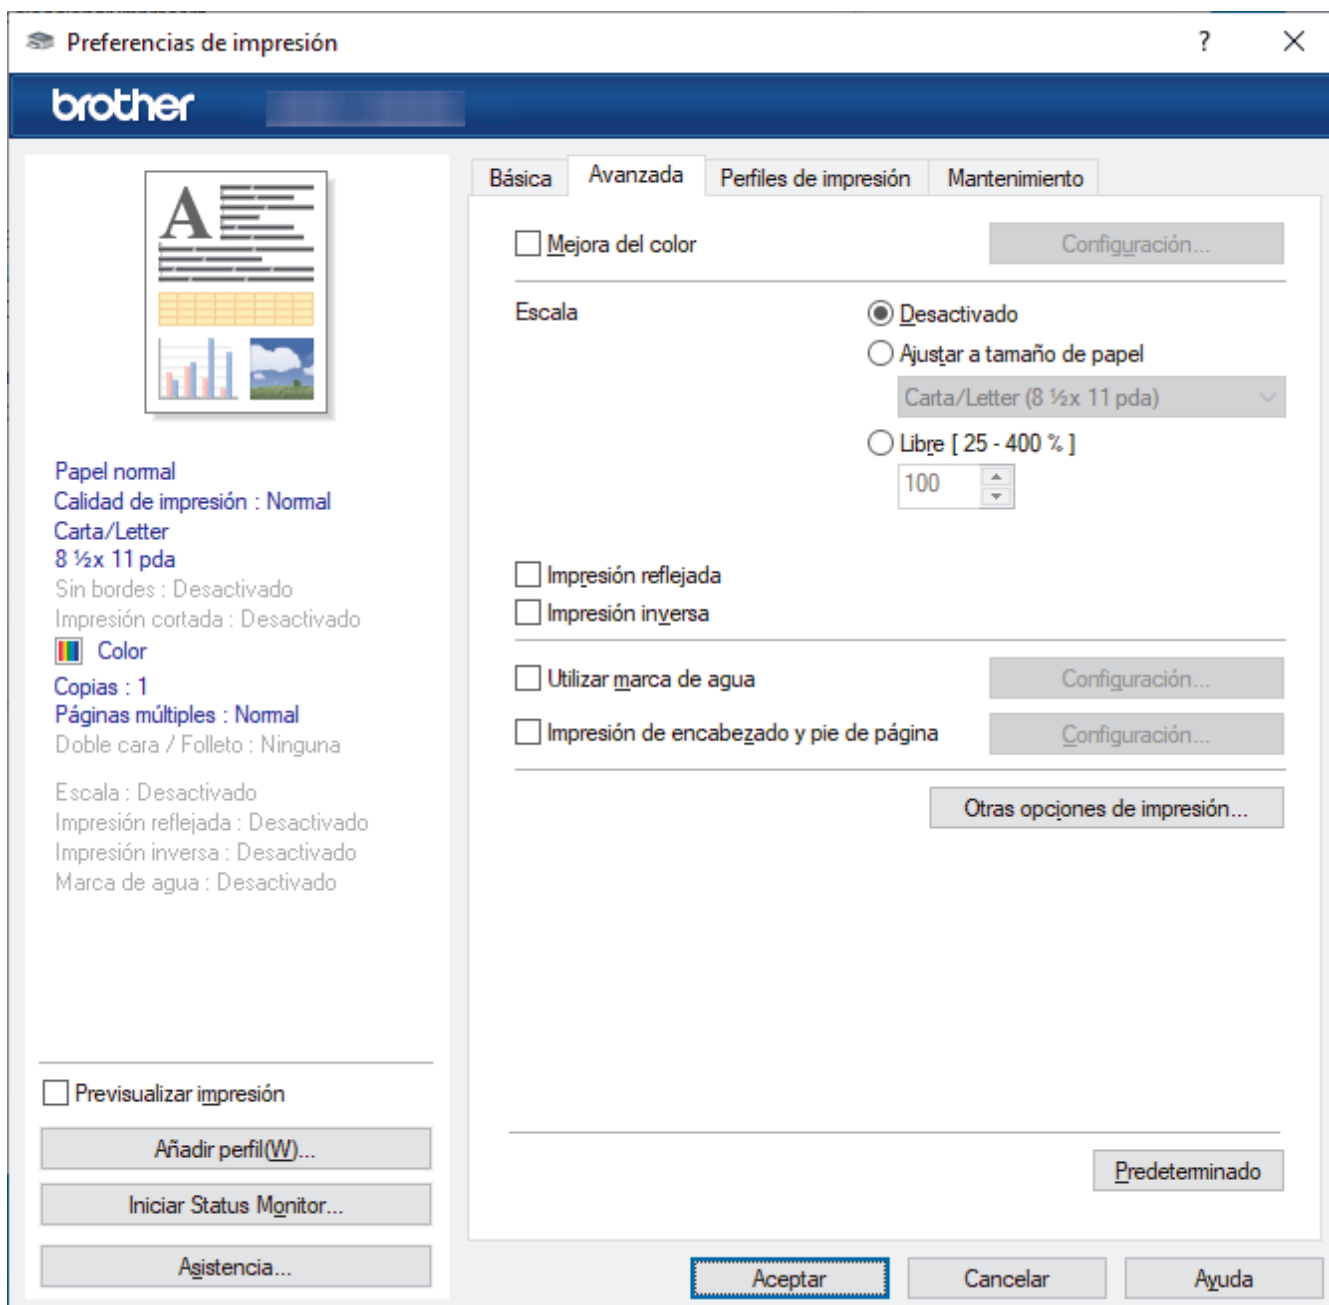 Preferencias de impresión
?
brother
A
Papel normal
Calidad de impresión : Normal
Carta/Letter
8 ½x 11 pda
Sin bordes : Desactivado
Impresión cortada : Desactivado
Color
Copias : 1
Páginas múltiples : Normal
Doble cara / Folleto : Ninguna
Escala : Desactivado
Impresión reflejada : Desactivado
Impresión inversa : Desactivado
Marca de agua : Desactivado
Previsualizar impresión
Añadir perfil(W)...
Iniciar Status Monitor...
Asistencia...
Básica Avanzada Perfiles de impresión Mantenimiento
Mejora del color Configuración...
Escala Desactivado
Ajustar a tamaño de papel
Carta/Letter (8 ½x 11 pda)
Libre [ 25 - 400 % ]
100
Impresión reflejada
Impresión inversa
Utilizar marca de agua Configuración...
Impresión de encabezado y pie de página Configuración...
Otras opciones de impresión...
Predeterminado
Aceptar Cancelar Ayuda